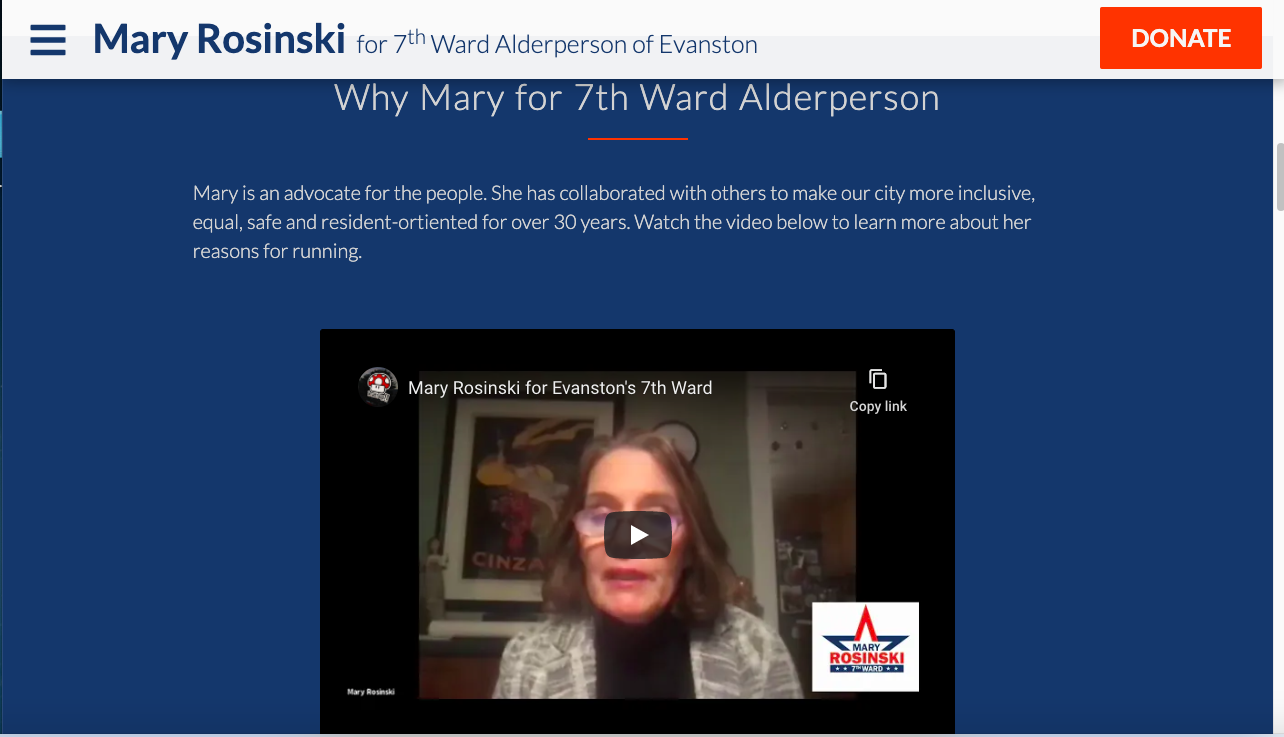 Mary Rosinski for 7th Ward Alderperson of Evanston
DONATE
Why Mary for 7th Ward Alderperson
Mary is an advocate for the people. She has collaborated with others to make our city more inclusive,
equal, safe and resident-ortiented for over 30 years. Watch the video below to learn more about her
reasons for running.
Mary Rosinski for Evanston's 7th Ward
Copy link
CINZA
MARY
ROSINSKI
7TH WARD
Mary Rosinski